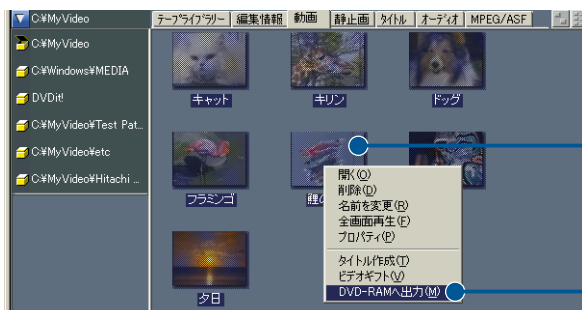 C:¥MyVideo
テープライブラリー 編集情報 動画 静止画 タイトル オーディオ MPEG/ASF
C:¥MyVideo
C:¥Windows¥MEDIA
DVDit!
C:¥MyVideo¥Test Pat...
C:¥MyVideo¥etc
C:¥MyVideo¥Hitachi ...
キャット
キリン
ドッグ
フラミンゴ
鯉の
夕日
開く(O)
削除(D)
名前を変更(R)
全画面再生(F)
プロパティ(P)
タイトル作成(T)
ビデオギフト(V)
DVD-RAMへ出力(M)